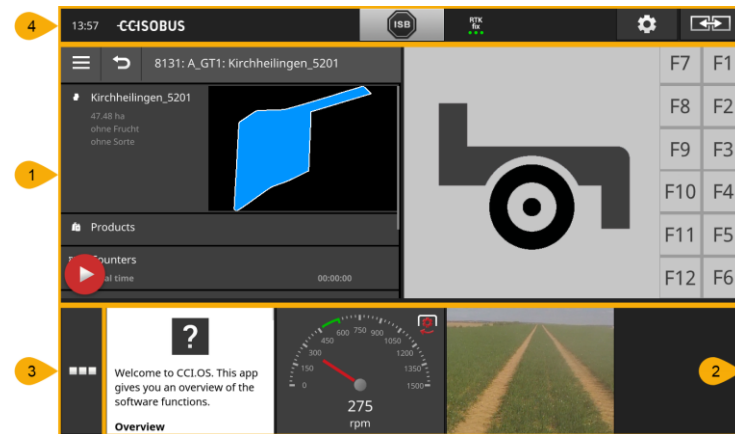 4
13:57
CCISOBUS
ISB
RTK
fix
8131: A_GT1: Kirchheilingen_5201
F7 F1
Kirchheilingen_5201
47.48 ha
ohne Frucht
ohne Sorte
F8 F2
F9 F3
1
F10 F4
Products
F11 F5
Counters
00:00:00
F12 F6
3
?
Welcome to CCI.OS. This app
gives you an overview of the
software functions.
Overview
0 150 300 450 600 750 900 1050 1200 1350 1500
275
rpm
2